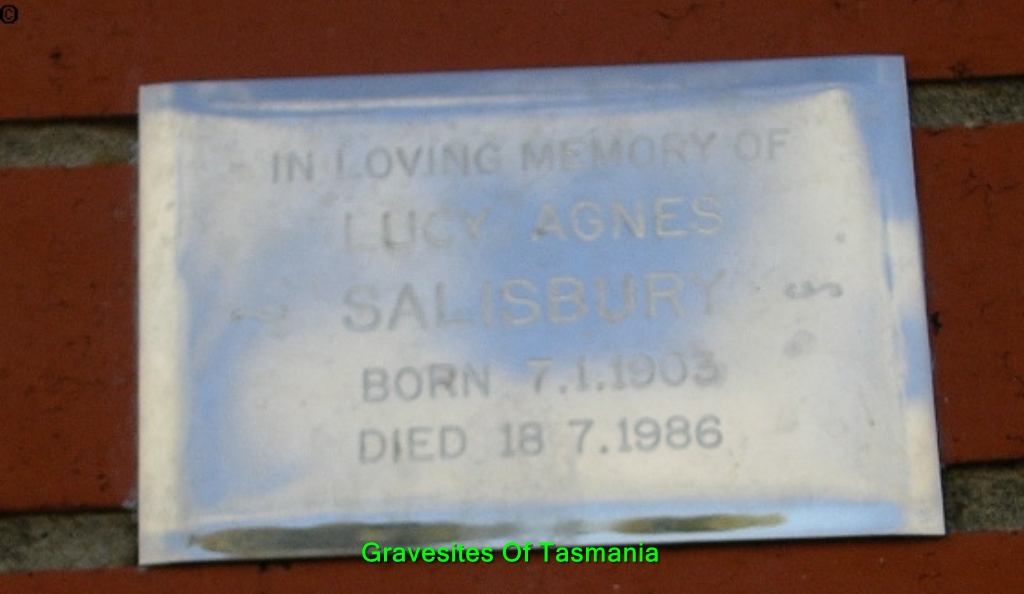 ©
IN LOVING MEMORY OF
LUCY AGNES
SALISBURY
BORN 7.1.1903
DIED 18 7.1986
Gravesites Of Tasmania